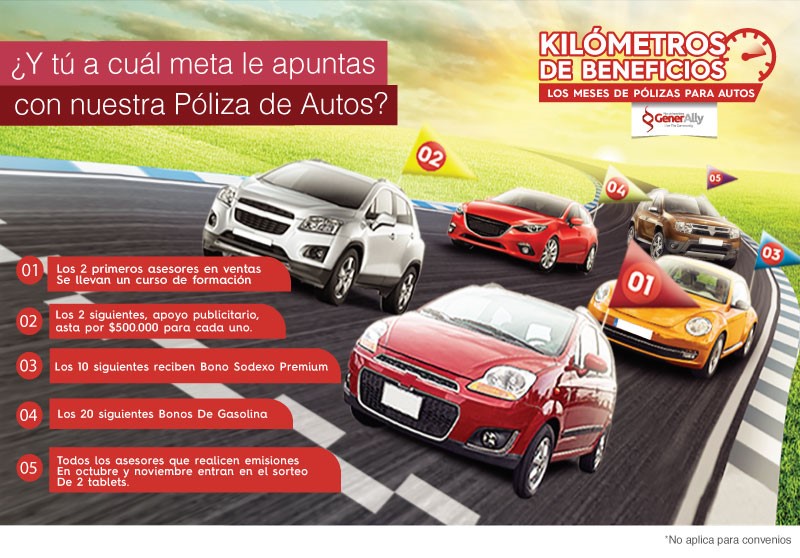 ¿Y tú a cuál meta le apuntas
con nuestra Póliza de Autos?
KILÓMETROS
DE BENEFICIOS
LOS MESES DE PÓLIZAS PARA AUTOS
GenerAlly
02
04
05
03
01
01 Los 2 primeros asesores en ventas
Se llevan un curso de formación
02 Los 2 siguientes, apoyo publicitario,
asta por $500.000 para cada uno.
03 Los 10 siguientes reciben Bono Sodexo Premium
04 Los 20 siguientes Bonos De Gasolina
05 Todos los asesores que realicen emisiones
En octubre y noviembre entran en el sorteo
De 2 tablets.
*No aplica para convenios